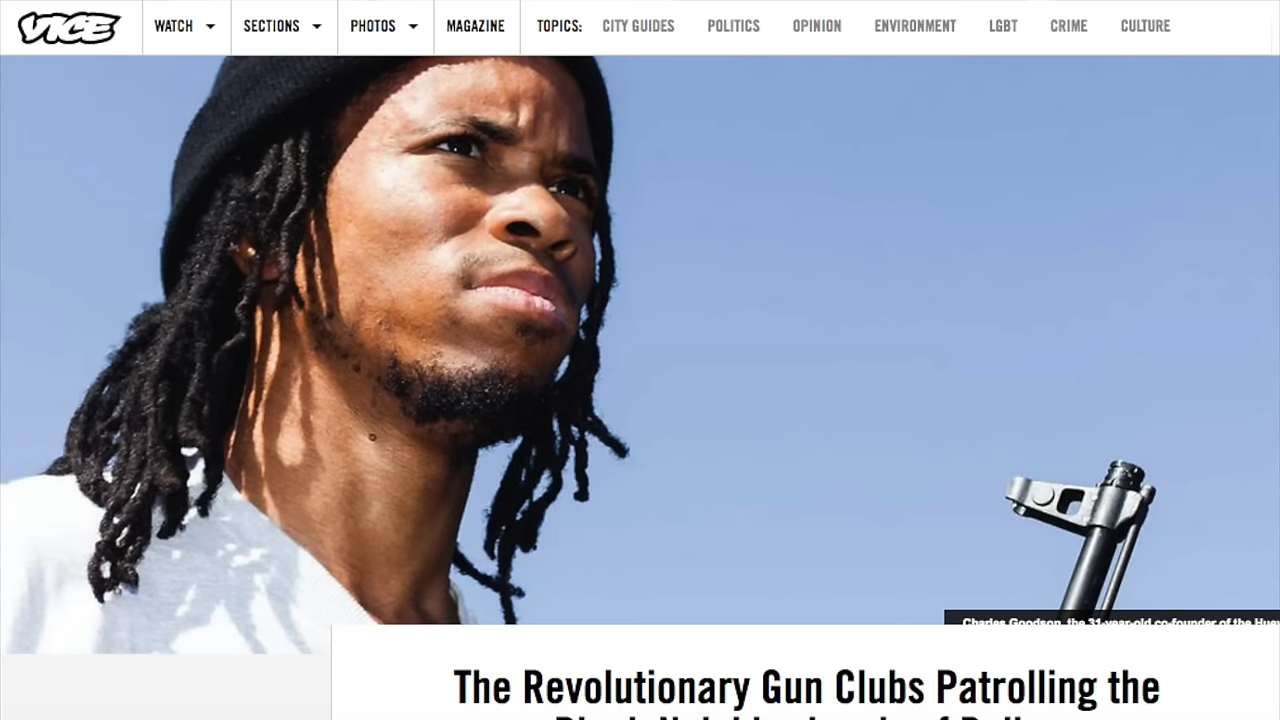 VICE WATCH SECTIONS PHOTOS MAGAZINE TOPICS: CITY GUIDES POLITICS OPINION ENVIRONMENT LGBT CRIME CULTURE
Charles Goodson, the 31-year-old co-founder of the Huey
The Revolutionary Gun Clubs Patrolling the